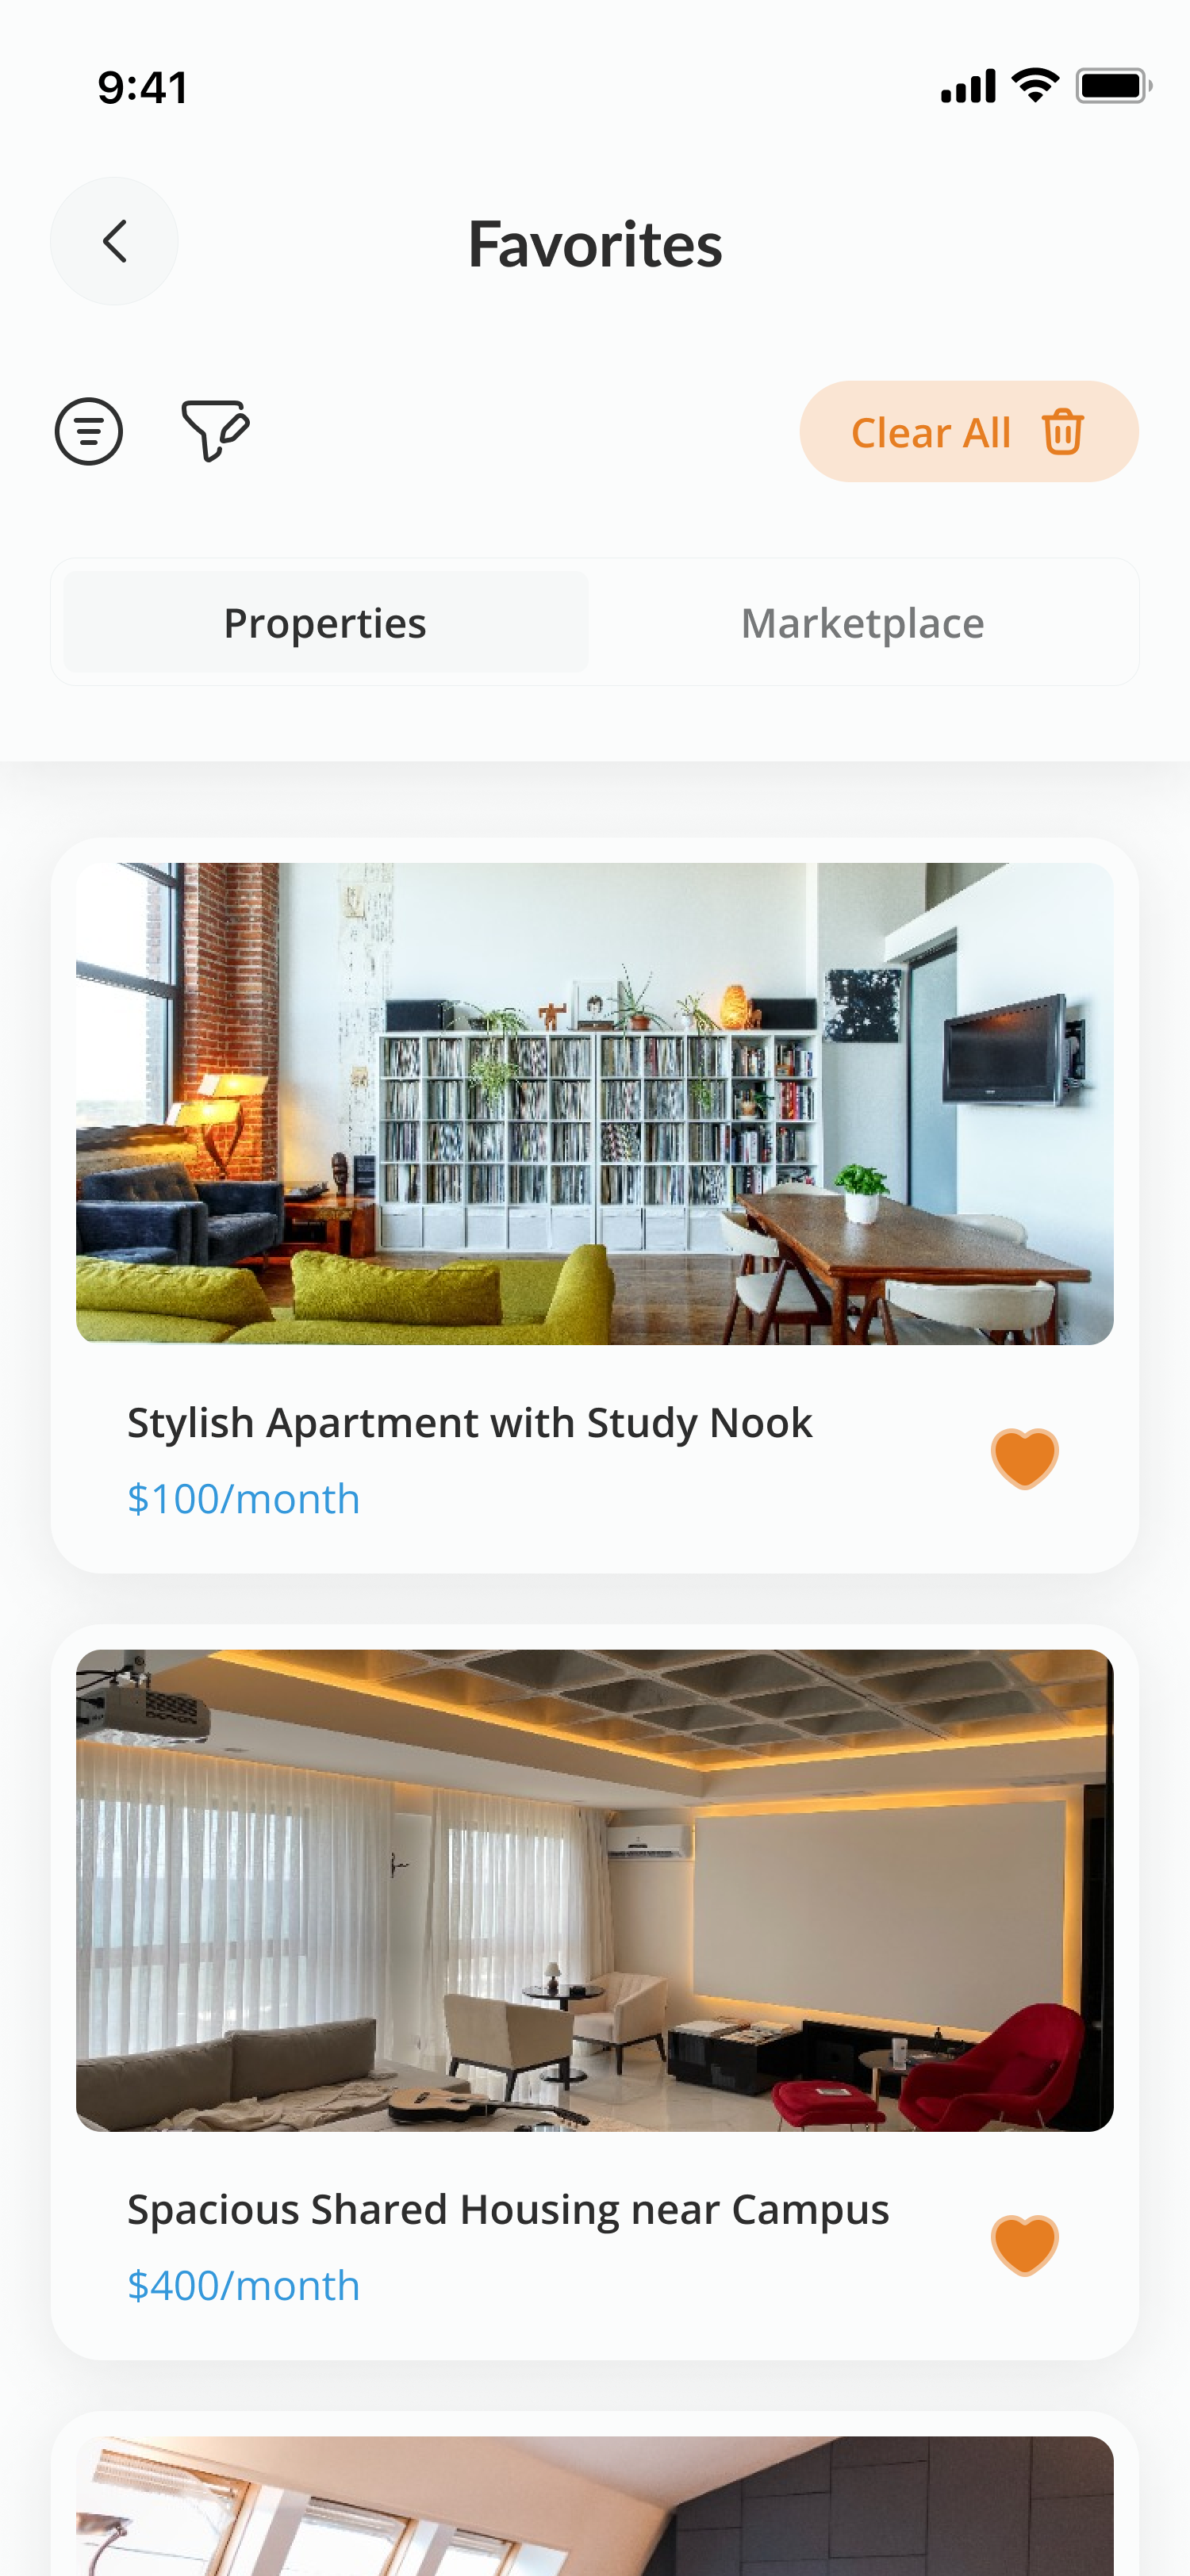 9:41
Favorites
Clear All
Properties
Marketplace
Stylish Apartment with Study Nook
$100/month
Spacious Shared Housing near Campus
$400/month